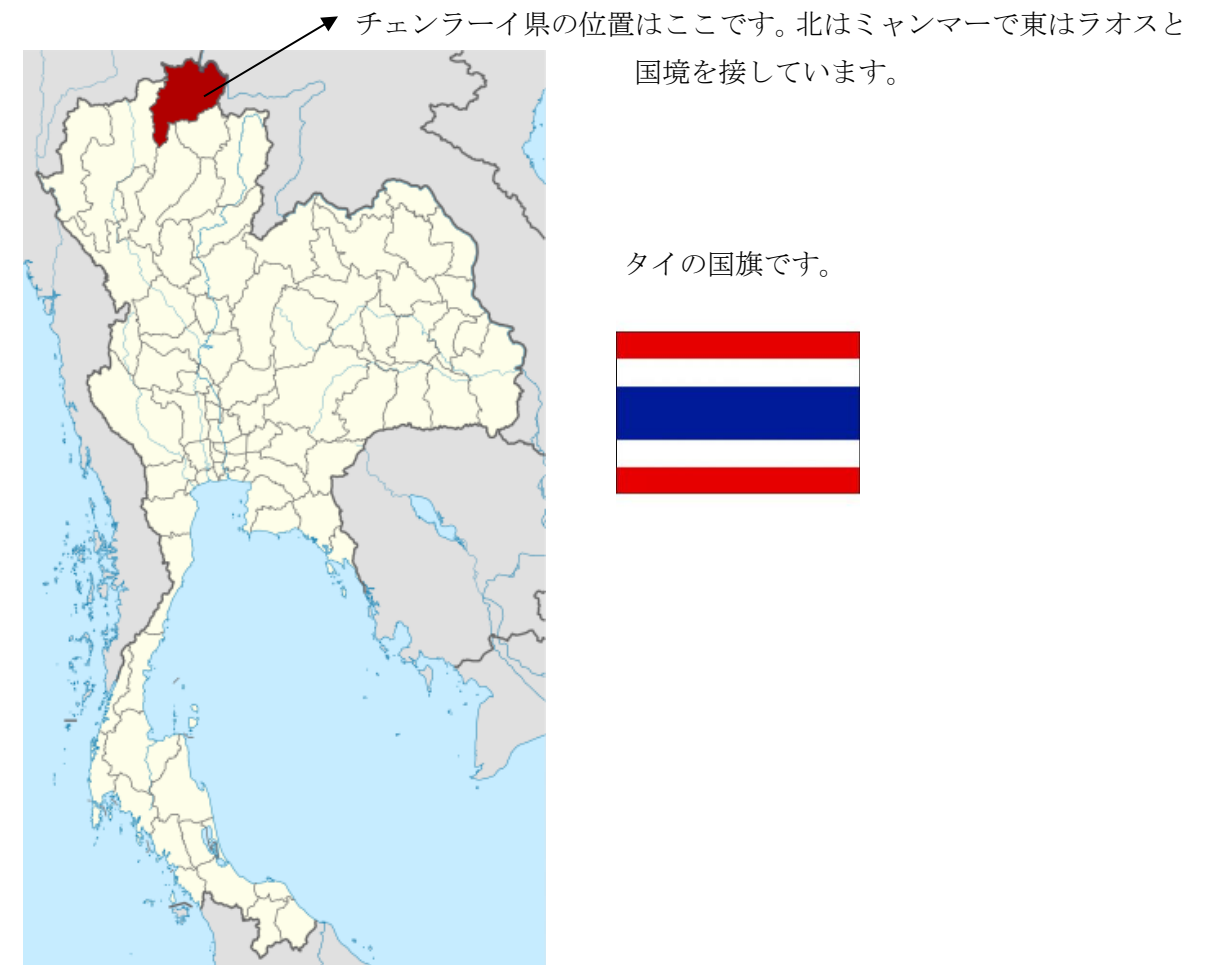 チェンラーイ県の位置はここです。北はミャンマーで東はラオスと
国境を接しています。
タイの国旗です。